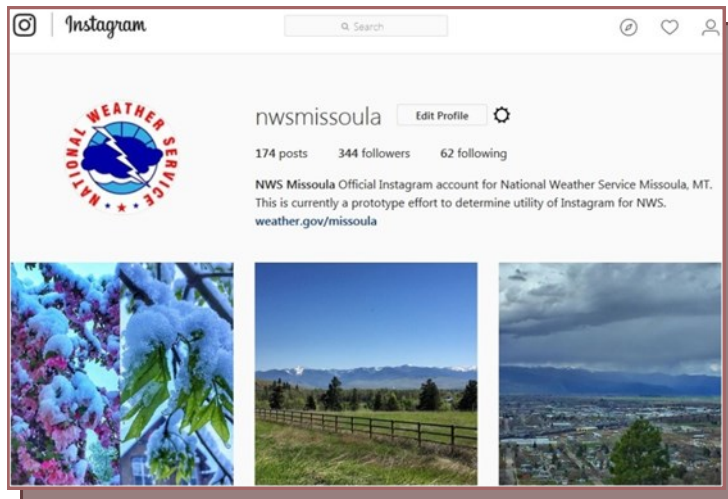 Instagram
Search
nwsmissoula Edit Profile
174 posts 344 followers 62 following
NWS Missoula Official Instagram account for National Weather Service Missoula, MT.
This is currently a prototype effort to determine utility of Instagram for NWS.
weather.gov/missoula
NATIONAL WEATHER SERVICE